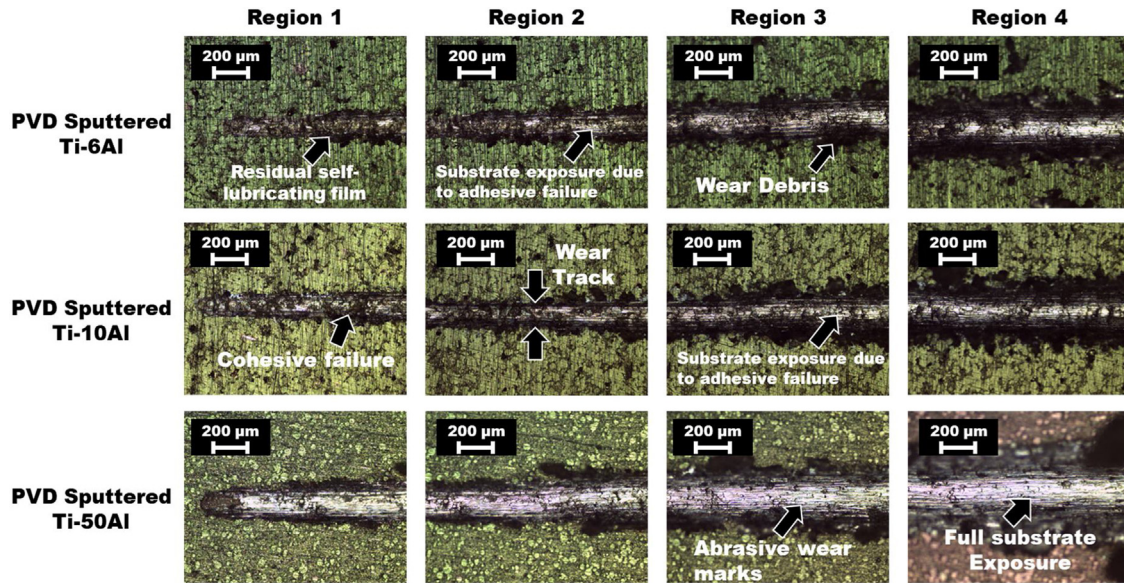 Region 1
Region 2
Region 3
Region 4
PVD Sputtered
Ti-6Al
200 µm
Residual self-
lubricating film
200 µm
Substrate exposure due
to adhesive failure
200 µm
Wear Debris
200 µm
PVD Sputtered
Ti-10Al
200 µm
Cohesive failure
200 µm
Wear
Track
200 µm
Substrate exposure due
to adhesive failure
200 µm
PVD Sputtered
Ti-50Al
200 µm
200 µm
200 µm
Abrasive wear
marks
200 µm
Full substrate
Exposure